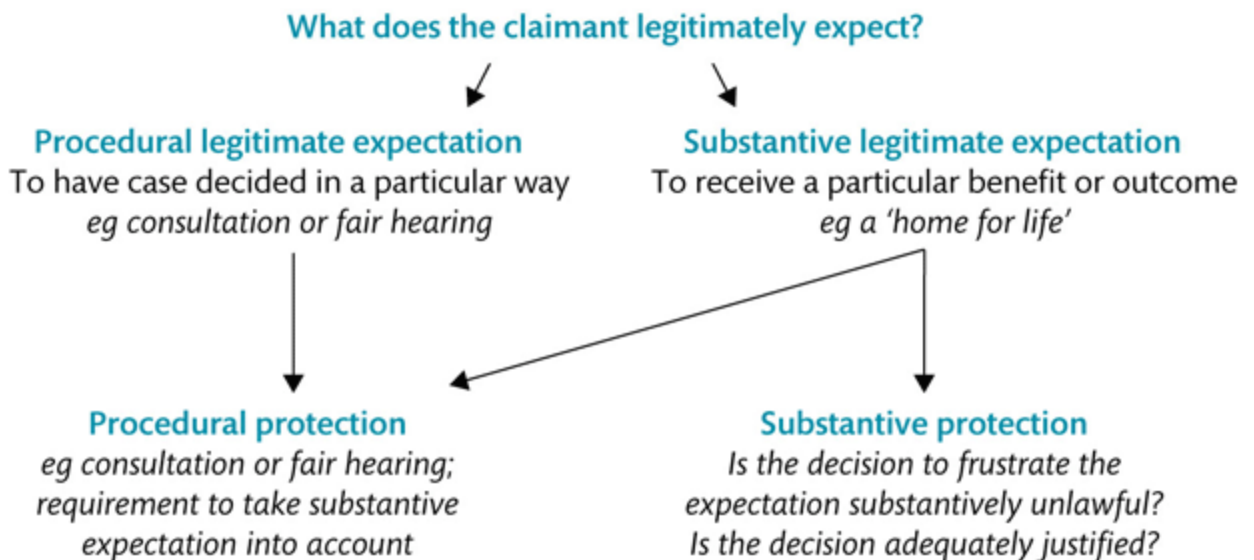 What does the claimant legitimately expect?
Procedural legitimate expectation
To have case decided in a particular way
eg consultation or fair hearing
Substantive legitimate expectation
To receive a particular benefit or outcome
eg a ‘home for life’
Procedural protection
eg consultation or fair hearing;
requirement to take substantive
expectation into account
Substantive protection
Is the decision to frustrate the
expectation substantively unlawful?
Is the decision adequately justified?